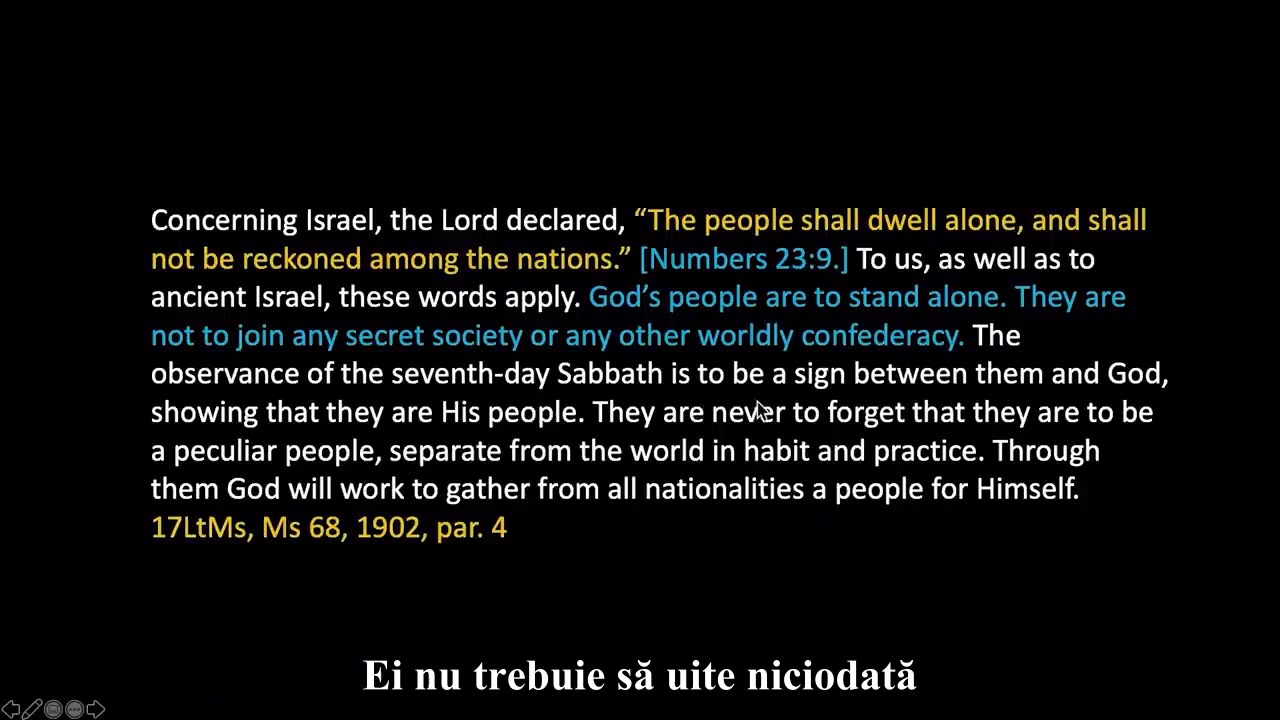 Concerning Israel, the Lord declared, “The people shall dwell alone, and shall
not be reckoned among the nations.” [Numbers 23:9.] To us, as well as to
ancient Israel, these words apply. God’s people are to stand alone. They are
not to join any secret society or any other worldly confederacy. The
observance of the seventh-day Sabbath is to be a sign between them and God,
showing that they are His people. They are never to forget that they are to be
a peculiar people, separate from the world in habit and practice. Through
them God will work to gather from all nationalities a people for Himself.
17LtMs, Ms 68, 1902, par. 4
Ei nu trebuie să uite niciodată